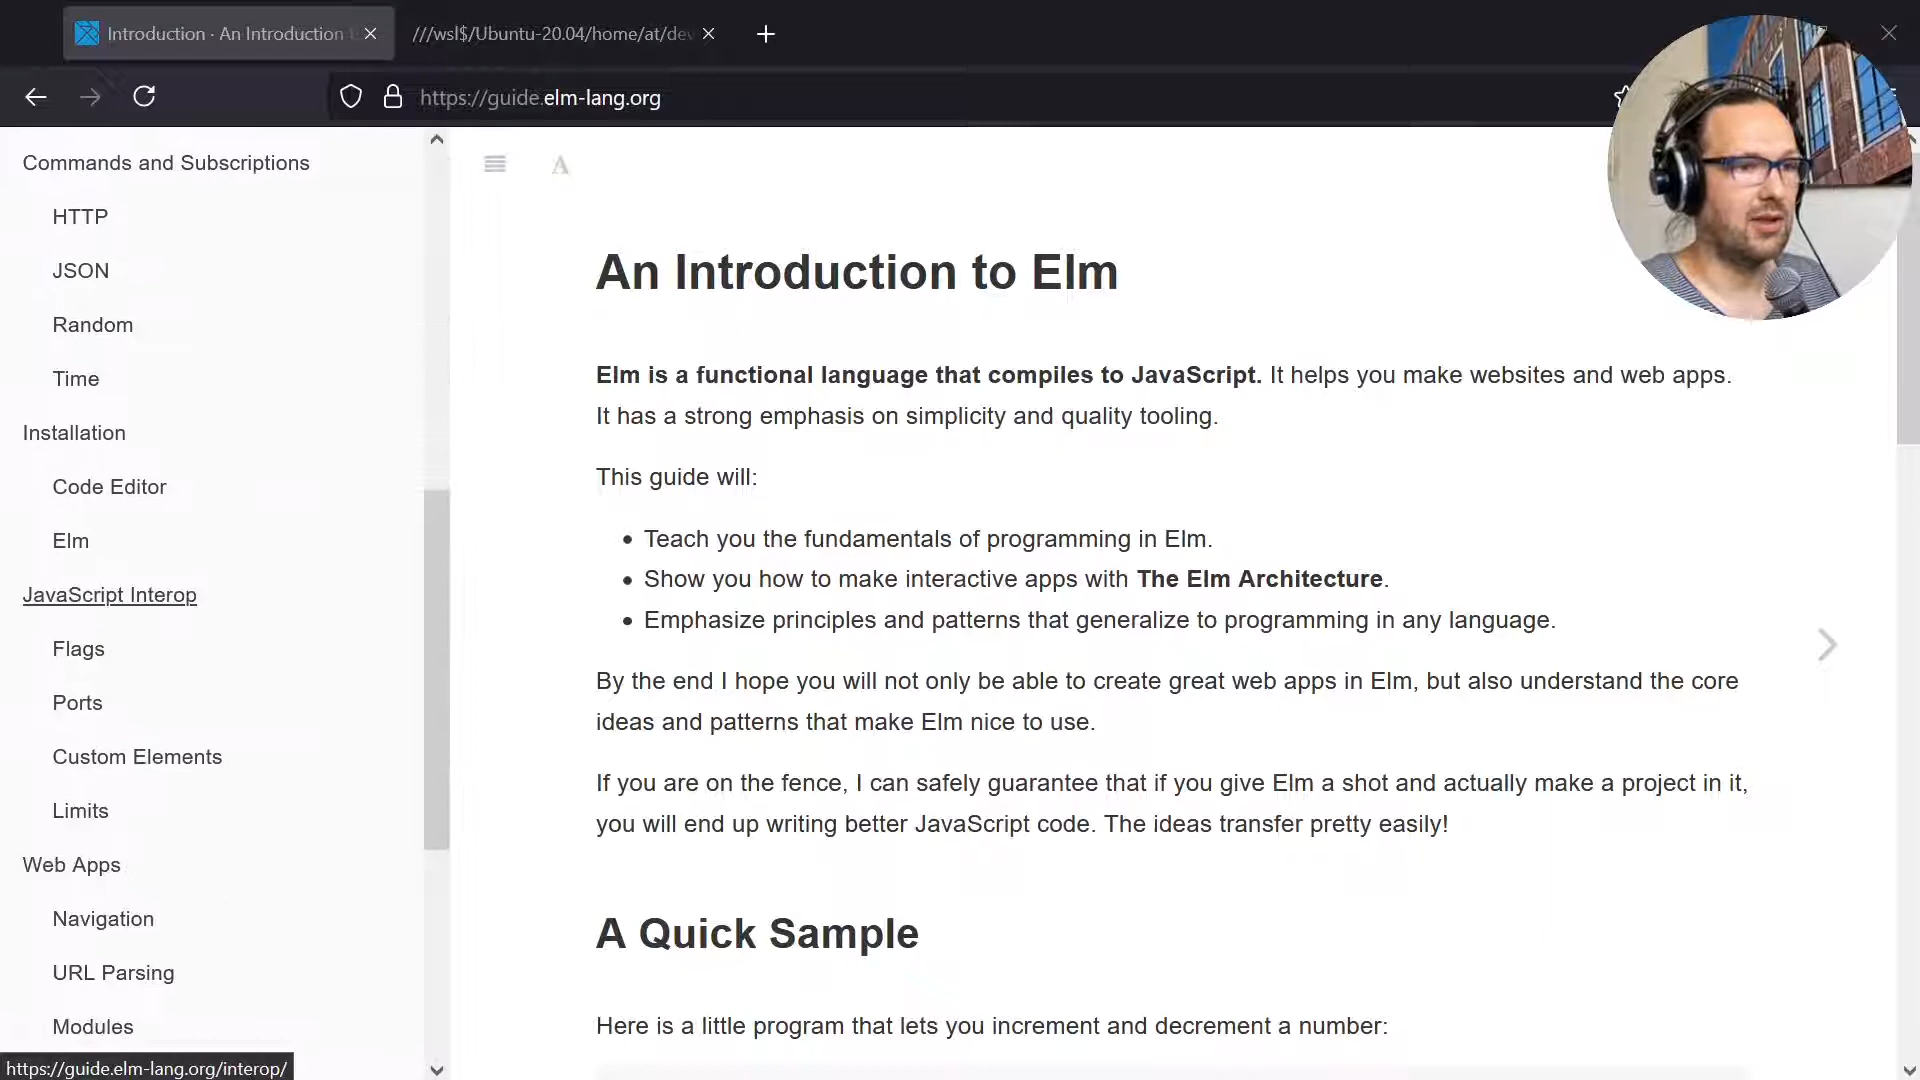 Introduction · An Introduction
///wsl$/Ubuntu-20.04/home/at/dev
https://guide.elm-lang.org
Commands and Subscriptions
HTTP
JSON
Random
Time
Installation
Code Editor
Elm
JavaScript Interop
Flags
Ports
Custom Elements
Limits
Web Apps
Navigation
URL Parsing
Modules
https://guide.elm-lang.org/interop/
A
An Introduction to Elm
Elm is a functional language that compiles to JavaScript. It helps you make websites and web apps.
It has a strong emphasis on simplicity and quality tooling.
This guide will:
• Teach you the fundamentals of programming in Elm.
• Show you how to make interactive apps with The Elm Architecture.
• Emphasize principles and patterns that generalize to programming in any language.
By the end I hope you will not only be able to create great web apps in Elm, but also understand the core
ideas and patterns that make Elm nice to use.
If you are on the fence, I can safely guarantee that if you give Elm a shot and actually make a project in it,
you will end up writing better JavaScript code. The ideas transfer pretty easily!
A Quick Sample
Here is a little program that lets you increment and decrement a number: